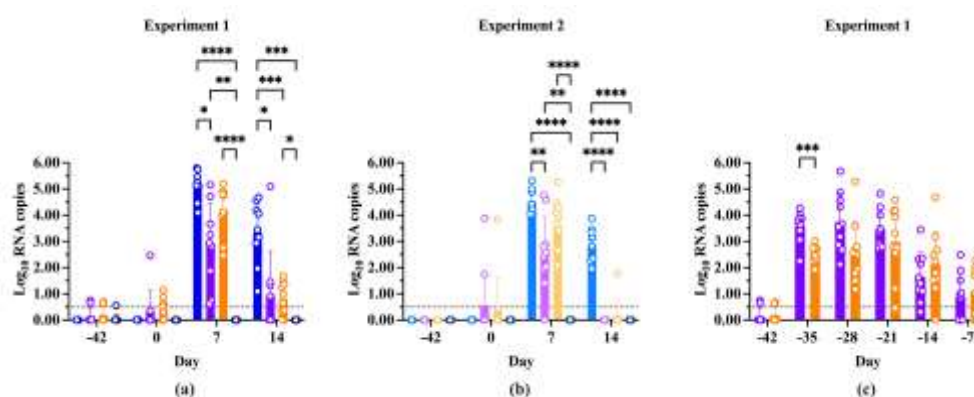 Experiment 1
Experiment 2
Experiment 1
**** ***
** ***
* *
**** *
****
** ****
**** ****
** ****
***
Log10 RNA copies
6.00
5.00
4.00
3.00
2.00
1.00
0.00
-42 0 7 14
Day
(a)
Log10 RNA copies
6.00
5.00
4.00
3.00
2.00
1.00
0.00
-42 0 7 14
Day
(b)
Log10 RNA copies
6.00
5.00
4.00
3.00
2.00
1.00
0.00
-42 -35 -28 -21 -14 -7
Day
(c)